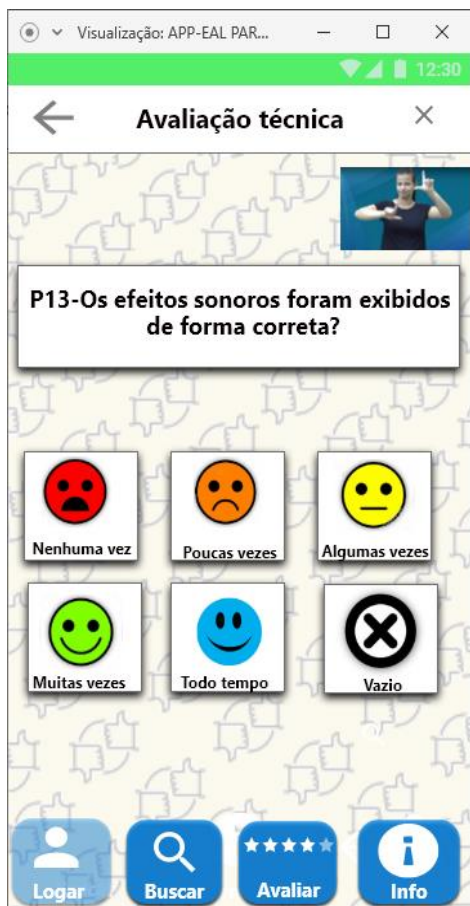 Visualização: APP-EAL PAR...
12:30
Avaliação técnica
P13-Os efeitos sonoros foram exibidos
de forma correta?
Nenhuma vez
Poucas vezes
Algumas vezes
Muitas vezes
Todo tempo
Vazio
Logar
Buscar
Avaliar
Info